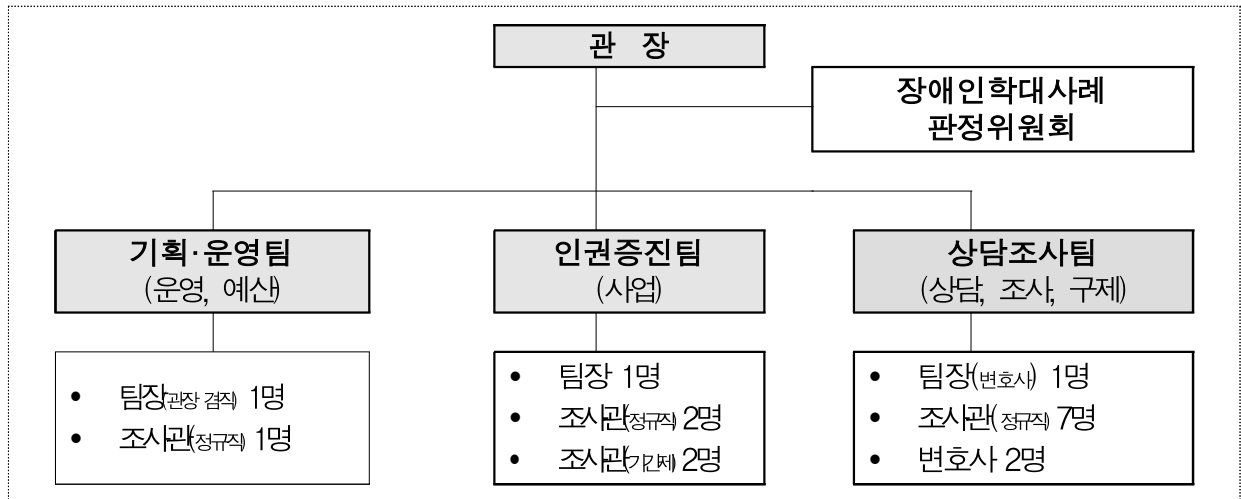 관 장
장애인학대사례
판정위원회
기획·운영팀
(운영, 예산)
인권증진팀
(사업)
상담조사팀
(상담, 조사, 구제)
• 팀장(관장 겸직) 1명
• 조사관(정규직) 1명
• 팀장 1명
• 조사관(정규직) 2명
• 조사관(기간제) 2명
• 팀장(변호사) 1명
• 조사관(정규직) 7명
• 변호사 2명